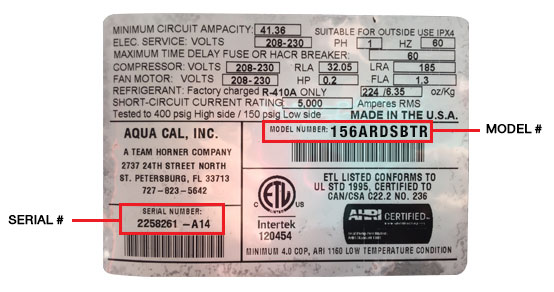 MINIMUM CIRCUIT AMPACITY: 41.36 SUITABLE FOR OUTSIDE USE IPX4
ELEC. SERVICE: VOLTS 208-230 PH 1 HZ 60
MAXIMUM TIME DELAY FUSE OR HACR BREAKER: 60
COMPRESSOR: VOLTS 208-230 RLA 32.05 LRA 185
FAN MOTOR: VOLTS 208-230 HP 0.2 FLA 1.3
REFRIGERANT: Factory charged R-410A ONLY 224 /6.35 oz/Kg
SHORT-CIRCUIT CURRENT RATING 5,000 Amperes RMS
Tested to 400 psig High side / 150 psig Low side MADE IN THE U.S.A.
AQUA CAL, INC.
A TEAM HORNER COMPANY
2737 24TH STREET NORTH
ST. PETERSBURG, FL 33713
727-823-5642
SERIAL #
SERIAL NUMBER:
2258261 -A14
MODEL NUMBER: 156ARDSBTR
MODEL #
ETL LISTED CONFORMS TO
UL STD 1995, CERTIFIED TO
CAN/CSA C22.2 NO. 236
ETL
Intertek
120454
AHRI CERTIFIED
MINIMUM 4.0 COP, ARI 1160 LOW TEMPERATURE CONDITION